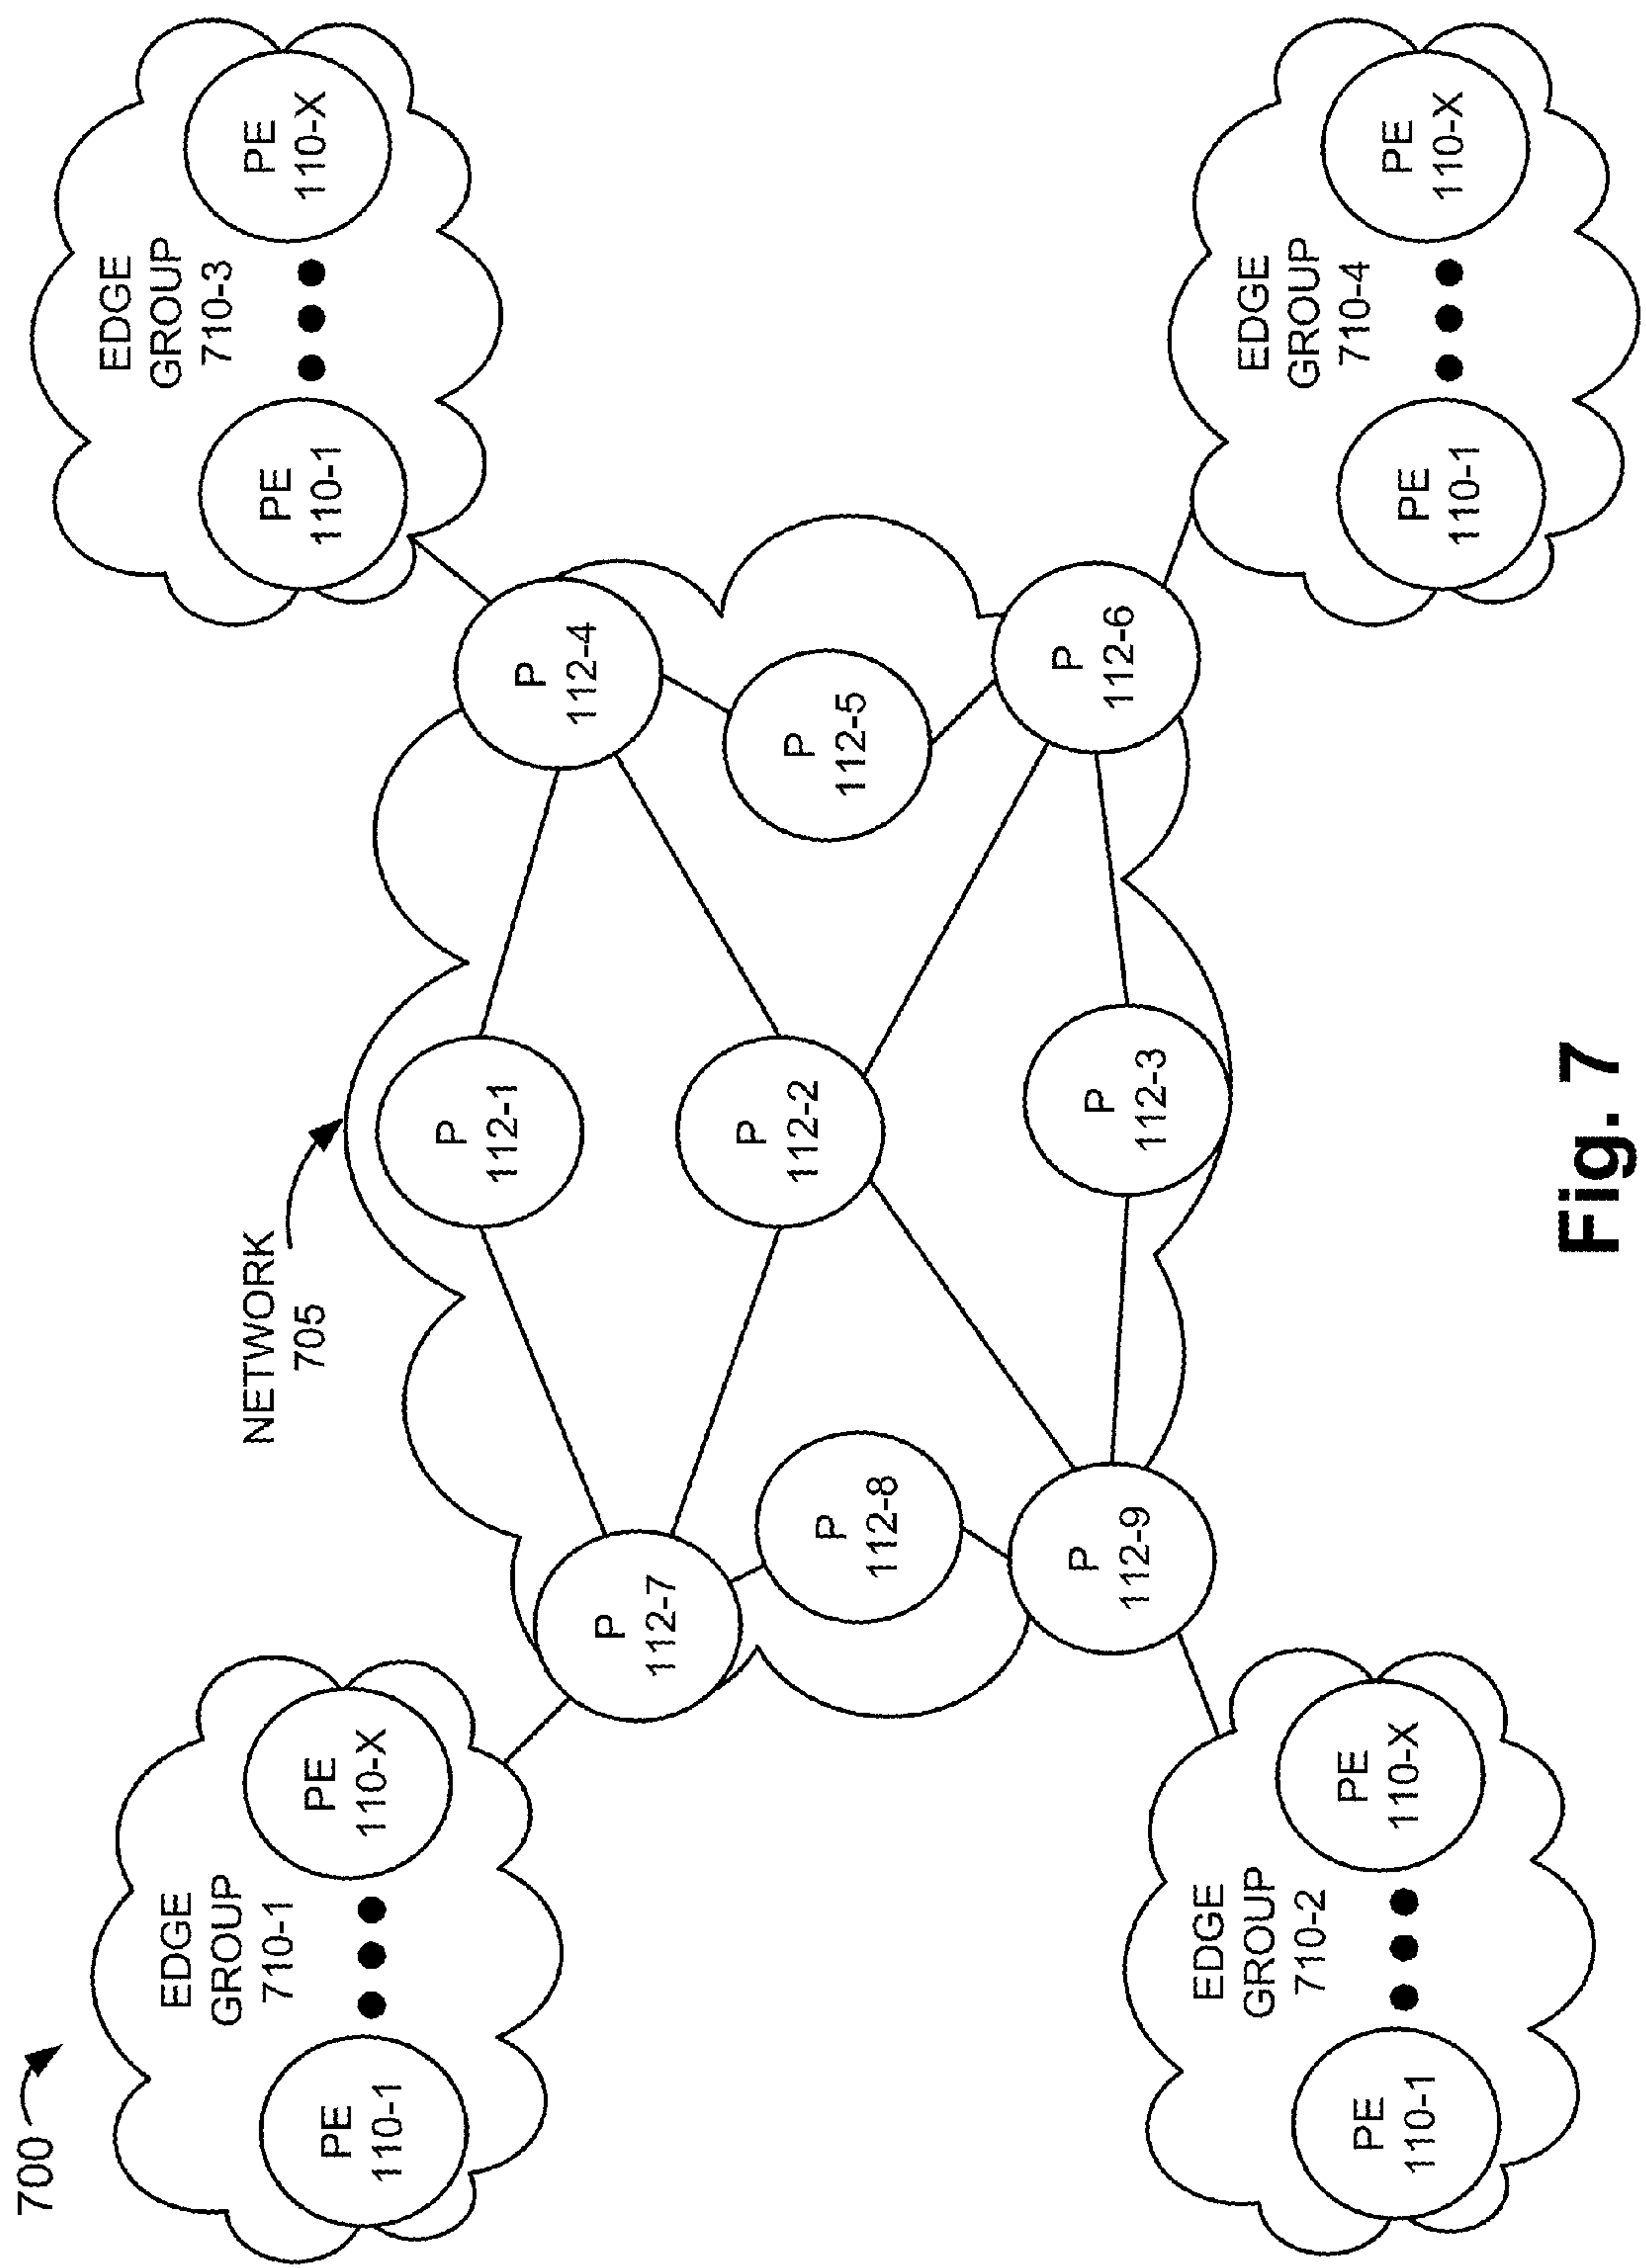 700
EDGE
GROUP
710-1
PE
110-1
PE
110-X
NETWORK
705
EDGE
GROUP
710-3
PE
110-1
PE
110-X
P
112-1
P
112-4
P
112-7
P
112-2
P
112-5
P
112-8
P
112-9
P
112-3
P
112-6
EDGE
GROUP
710-2
PE
110-1
PE
110-X
EDGE
GROUP
710-4
PE
110-1
PE
110-X
Fig. 7